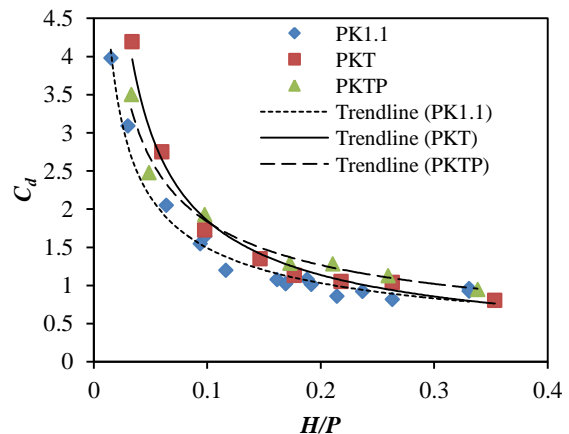 4.5
4
3.5
3
2.5
2
1.5
1
0.5
0
C_d
0 0.1 0.2 0.3 0.4
H/P
PK1.1
PKT
PKTP
Trendline (PK1.1)
Trendline (PKT)
Trendline (PKTP)